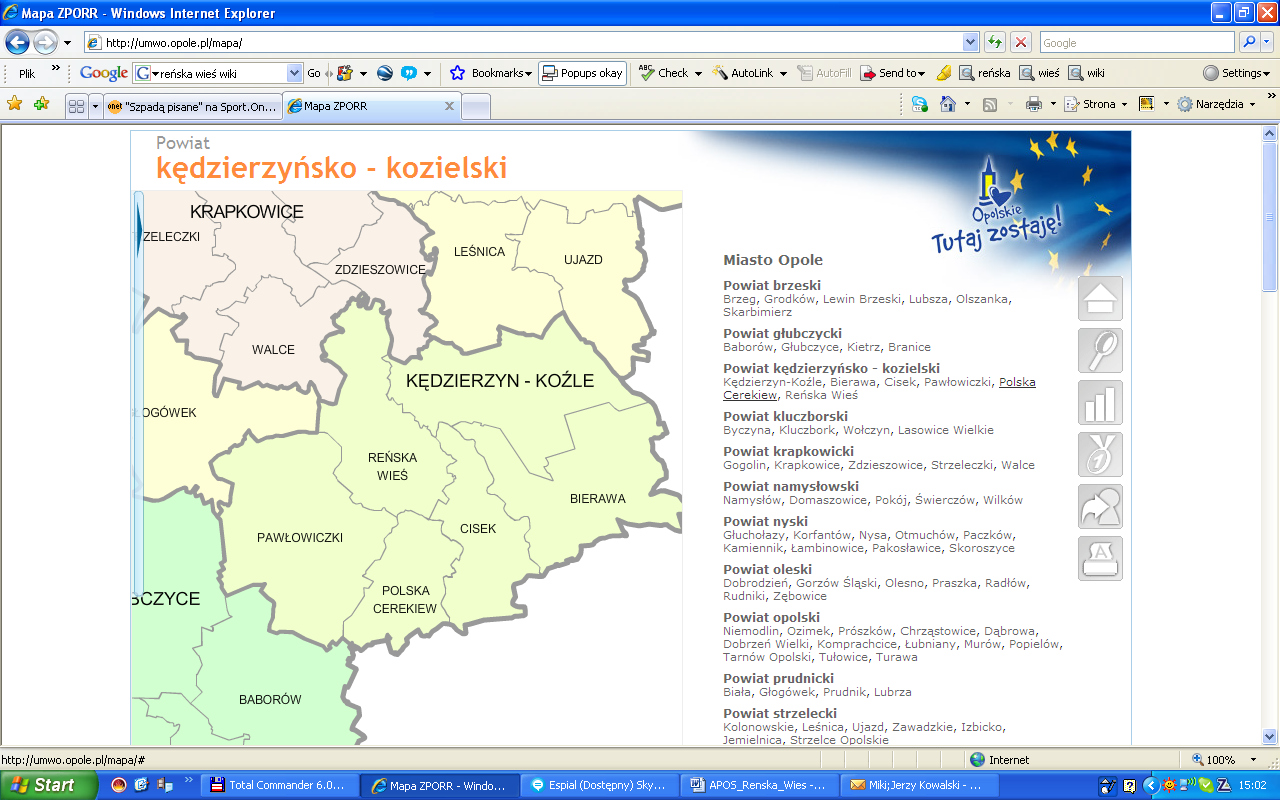 Mapa ZPORR - Windows Internet Explorer
http://umwo.opole.pl/mapa/
Google
Plik
»
Google
G
reńska wieś wiki
Go
Bookmarks
Popups okay
Check
AutoLink
AutoFill
Send to
reńska
wieś
wiki
Settings
onet "Szpadą pisane" na Sport.On...
Mapa ZPORR
Strona
Narzędzia
»
Powiat
kędzierzyńsko - kozielski
Opolskie
Tutaj zostaję!
KRAPKOWICE
ZELECZKI
ZDZIESZOWICE
LEŚNICA
UJAZD
WALCE
KĘDZIERZYN - KOŹLE
LOGÓWEK
REŃSKA
WIEŚ
BIERAWA
PAWŁOWICZKI
CISEK
POLSKA
CEREKIEW
BCZYCE
BABORÓW
Miasto Opole
Powiat brzeski
Brzeg, Grodków, Lewin Brzeski, Lubsza, Olszanka,
Skarbimierz
Powiat głubczycki
Baborów, Głubczyce, Kietrz, Branice
Powiat kędzierzyńsko - kozielski
Kędzierzyn-Koźle, Bierawa, Cisek, Pawłowiczki, Polska
Cerekiew, Reńska Wieś
Powiat kluczborski
Byczyna, Kluczbork, Wołczyn, Lasowice Wielkie
Powiat krapkowicki
Gogolin, Krapkowice, Zdzieszowice, Strzeleczki, Walce
Powiat namysłowski
Namysłów, Domaszowice, Pokój, Świerczów, Wilków
Powiat nyski
Głuchołazy, Korfantów, Nysa, Otmuchów, Paczków,
Kamiennik, Łambinowice, Pakosławice, Skoroszyce
Powiat oleski
Dobrodzień, Gorzów Śląski, Olesno, Praszka, Radłów,
Rudniki, Zębowice
Powiat opolski
Niemodlin, Ozimek, Prószków, Chrząstowice, Dąbrowa,
Dobrzeń Wielki, Komprachcice, Łubniany, Murów, Popielów,
Tarnów Opolski, Tułowice, Turawa
Powiat prudnicki
Biała, Głogówek, Prudnik, Lubrza
Powiat strzelecki
Kolonowskie, Leśnica, Ujazd, Zawadzkie, Izbicko,
Jemielnica, Strzelce Opolskie
1
A
http://umwo.opole.pl/mapa/#
Internet
100%
Start
»
Total Commander 6.0...
Mapa ZPORR - Windo...
Espial (Dostępny) Sky...
APOS_Renska_Wies -...
Miki;Jerzy Kowalski - ...
15:02